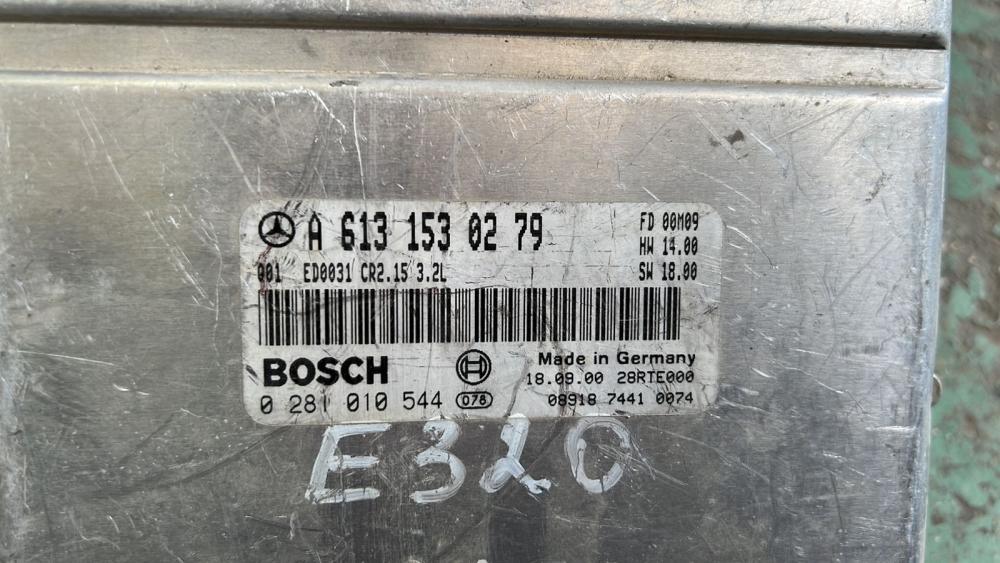 A 613 153 02 79
FD 00M09
HW 14.00
001 ED0031 CR2.15 3.2L
SW 18.00
BOSCH
Made in Germany
18.09.00 28RTE000
0 281 010 544 076
08918 7441 0074
E320